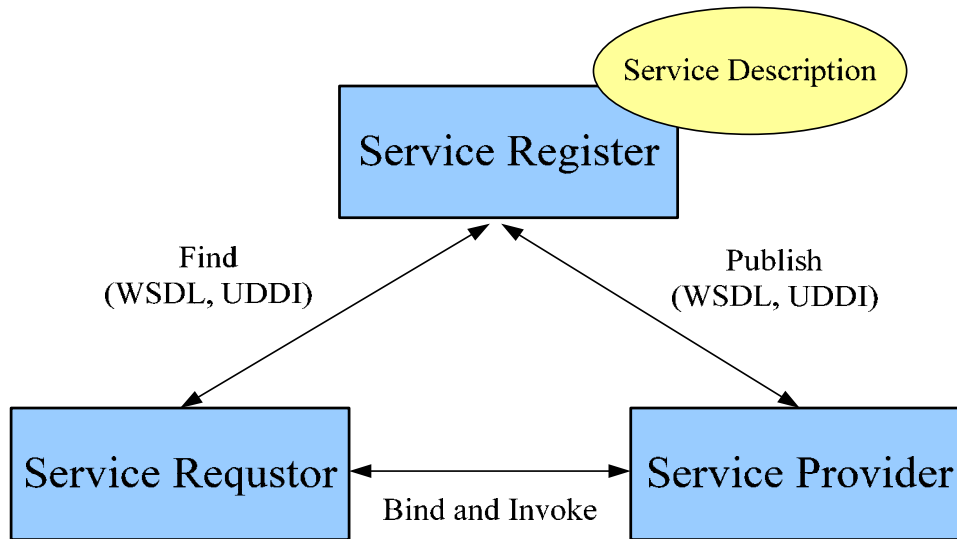 Service Description
Service Register
Find
(WSDL, UDDI)
Publish
(WSDL, UDDI)
Service Requstor
Service Provider
Bind and Invoke